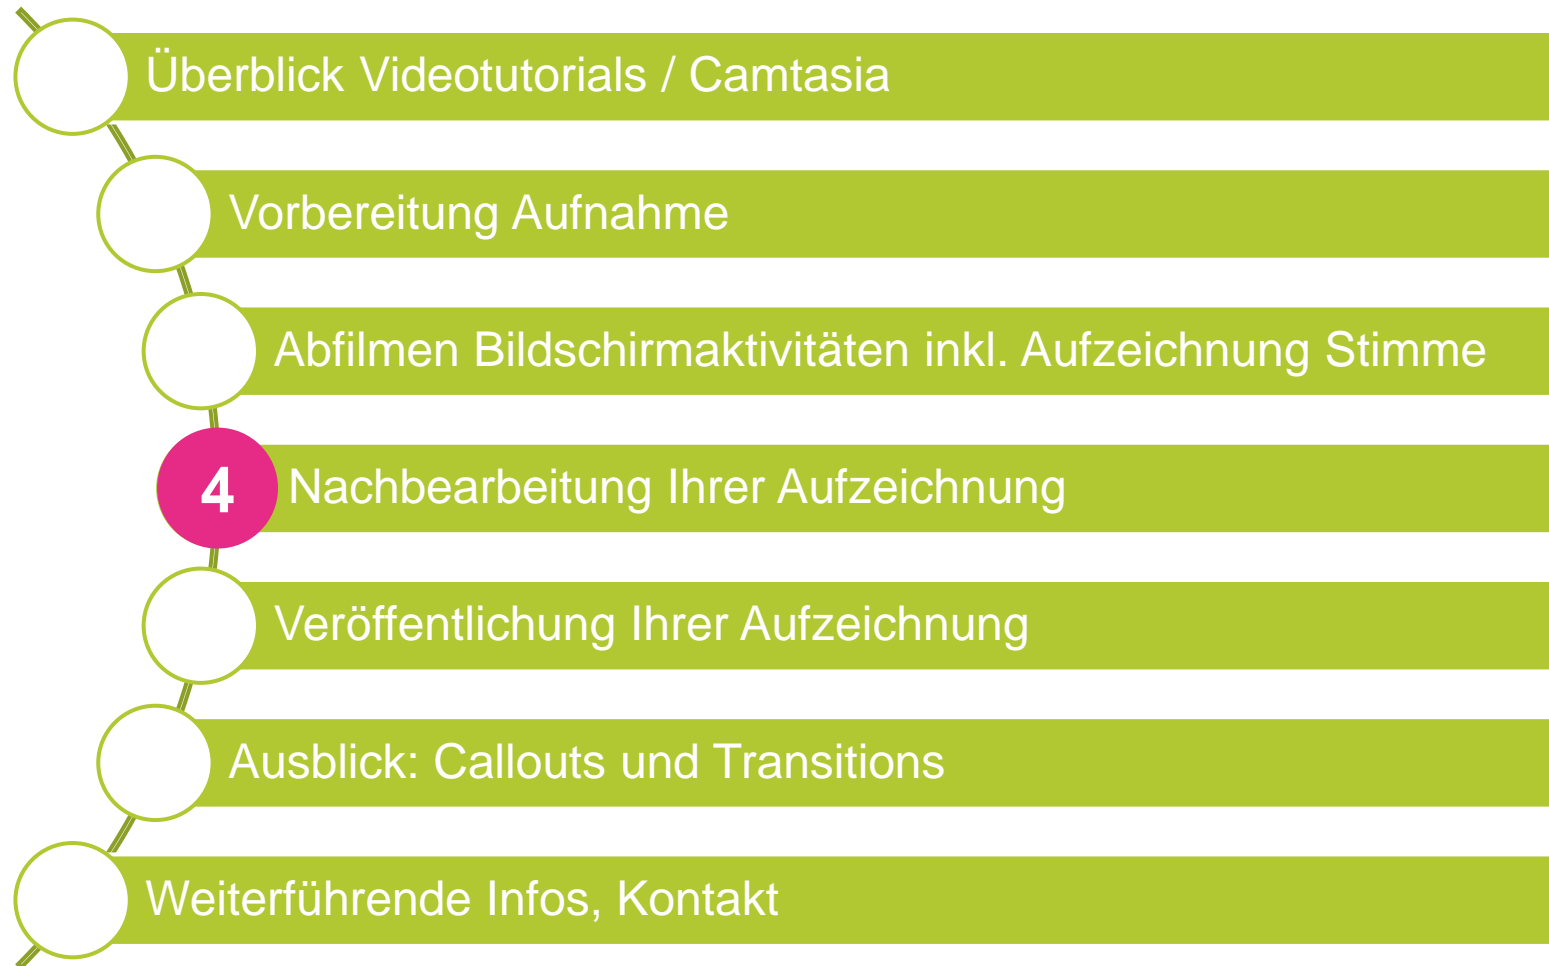 Überblick Videotutorials / Camtasia
Vorbereitung Aufnahme
Abfilmen Bildschirmaktivitäten inkl. Aufzeichnung Stimme
4 Nachbearbeitung Ihrer Aufzeichnung
Veröffentlichung Ihrer Aufzeichnung
Ausblick: Callouts und Transitions
Weiterführende Infos, Kontakt